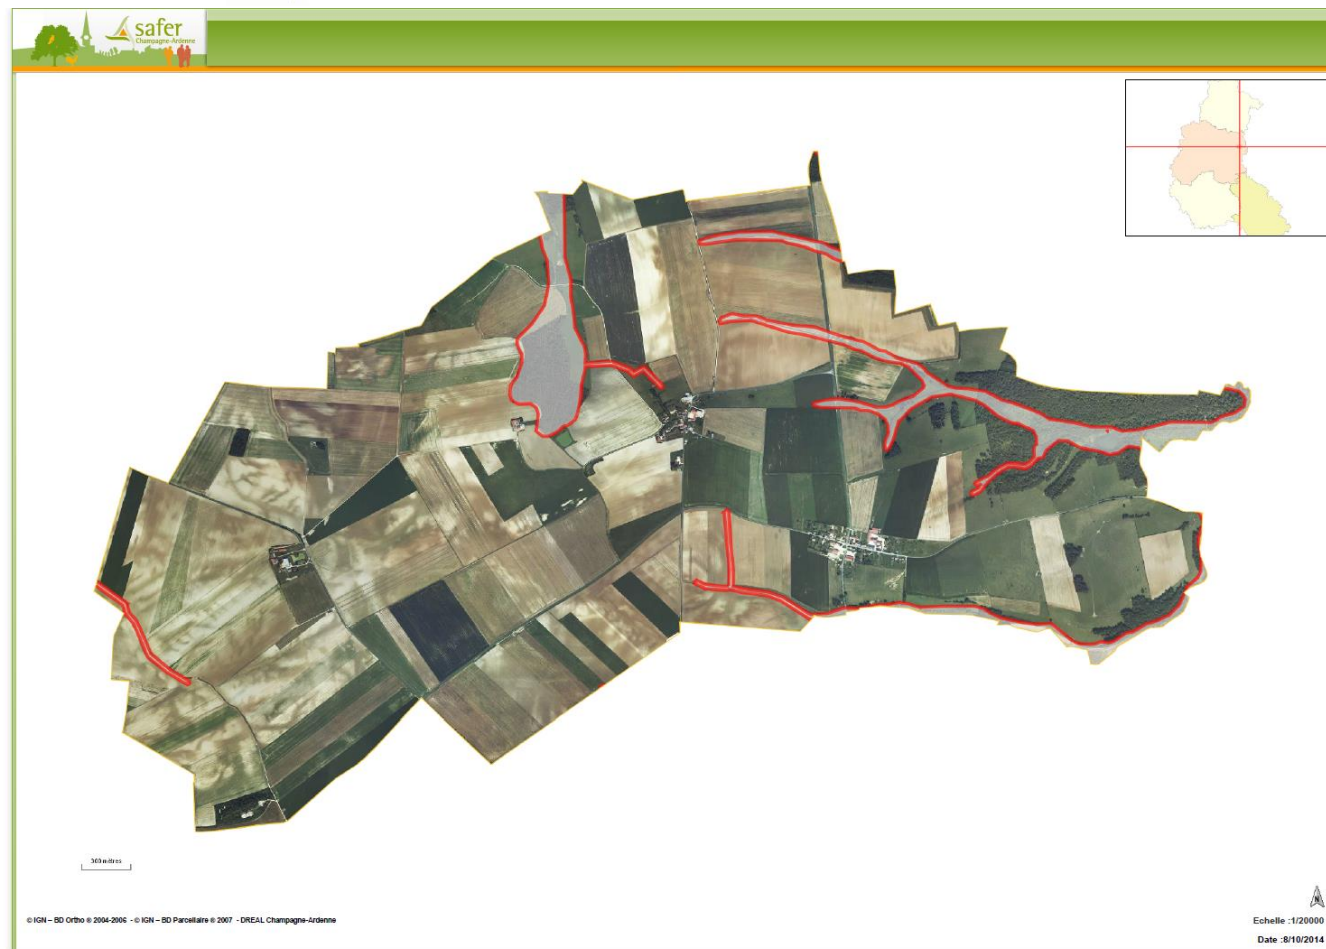 safer
Champagne-Ardenne
300 mètres
© IGN – BD Ortho ® 2004-2006 - © IGN – BD Parcellaire ® 2007 - DREAL Champagne-Ardenne
N
Echelle :1/20000
Date :8/10/2014